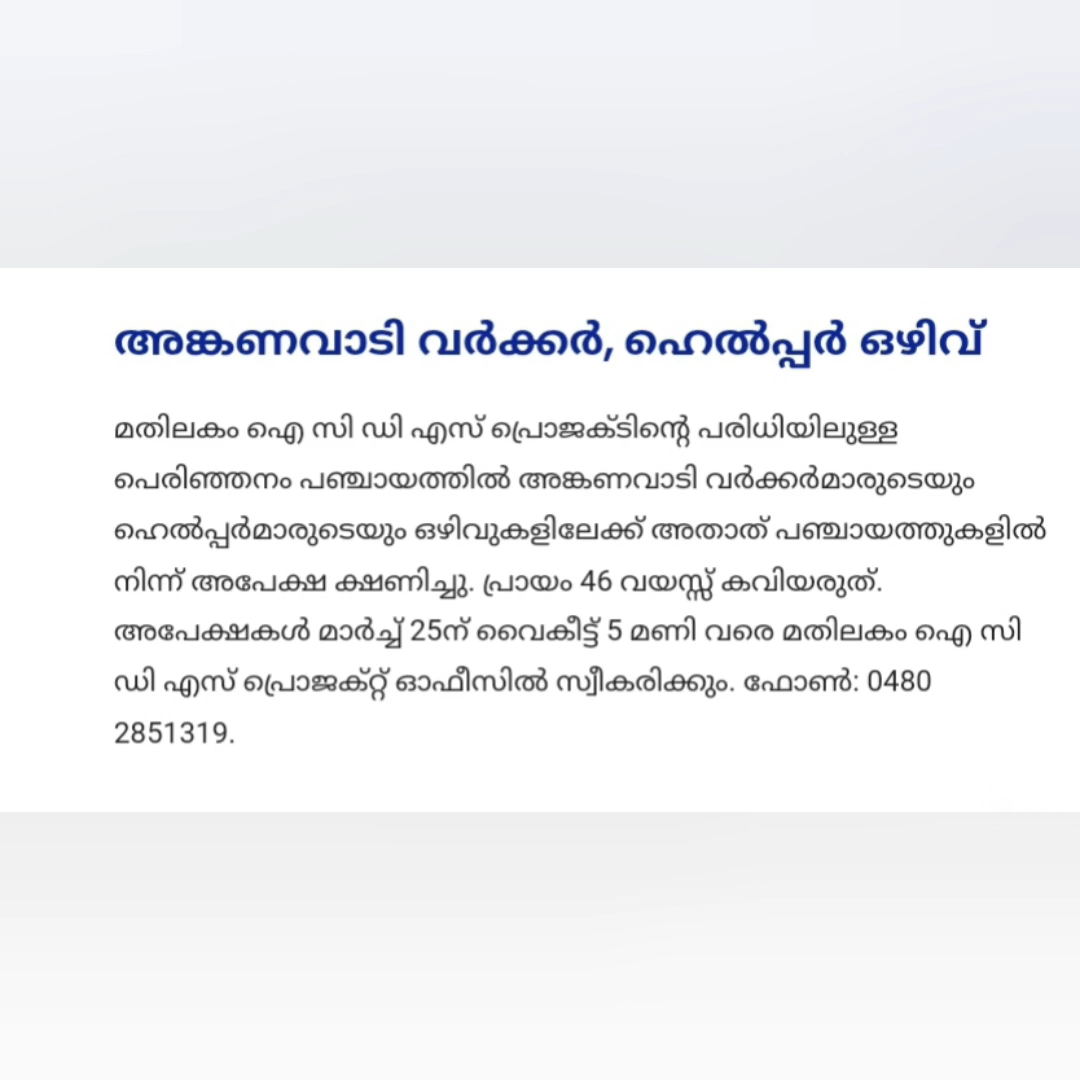 അങ്കണവാടി വർക്കർ, ഹെൽപ്പർ ഒഴിവ്
മതിലകം ഐ സി ഡി എസ് പ്രൊജക്ടിന്റെ പരിധിയിലുള്ള
പെരിഞ്ഞനം പഞ്ചായത്തിൽ അങ്കണവാടി വർക്കർമാരുടെയും
ഹെൽപ്പർമാരുടെയും ഒഴിവുകളിലേക്ക് അതാത് പഞ്ചായത്തുകളിൽ
നിന്ന് അപേക്ഷ ക്ഷണിച്ചു. പ്രായം 46 വയസ്സ് കവിയരുത്.
അപേക്ഷകൾ മാർച്ച് 25ന് വൈകീട്ട് 5 മണി വരെ മതിലകം ഐ സി
ഡി എസ് പ്രൊജക്റ്റ് ഓഫീസിൽ സ്വീകരിക്കും. ഫോൺ: 0480
2851319.